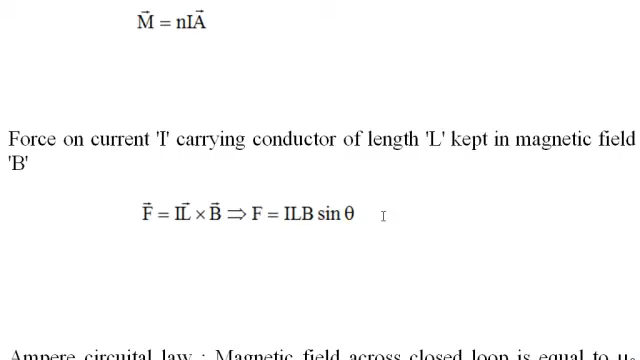 M⃗ = nIA⃗
Force on current 'I' carrying conductor of length 'L' kept in magnetic field
'B'
F⃗ = IL⃗ × B⃗ ⇒ F = ILB sin θ
Ampere circuital law : Magnetic field across closed loop is equal to μ₀